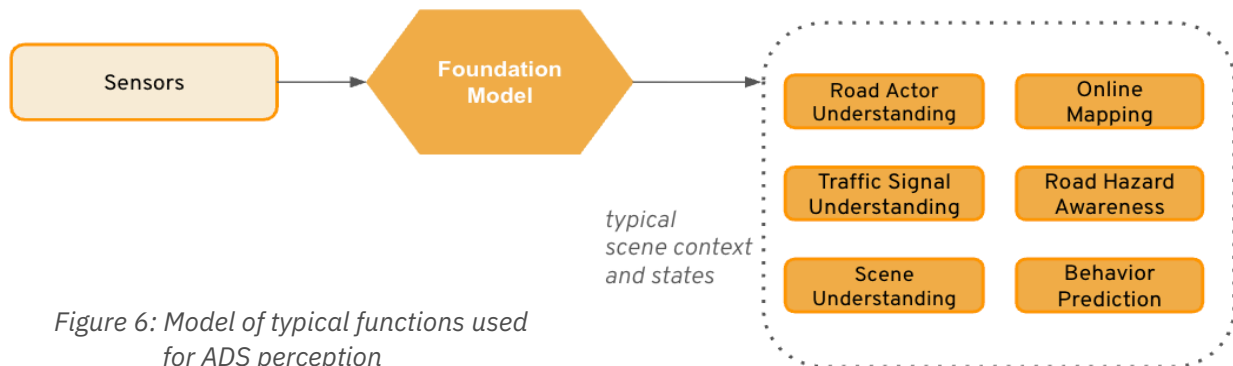 Sensors
Foundation
Model
Road Actor
Understanding
Online
Mapping
Traffic Signal
Understanding
Road Hazard
Awareness
Scene
Understanding
Behavior
Prediction
typical
scene context
and states
Figure 6: Model of typical functions used
for ADS perception